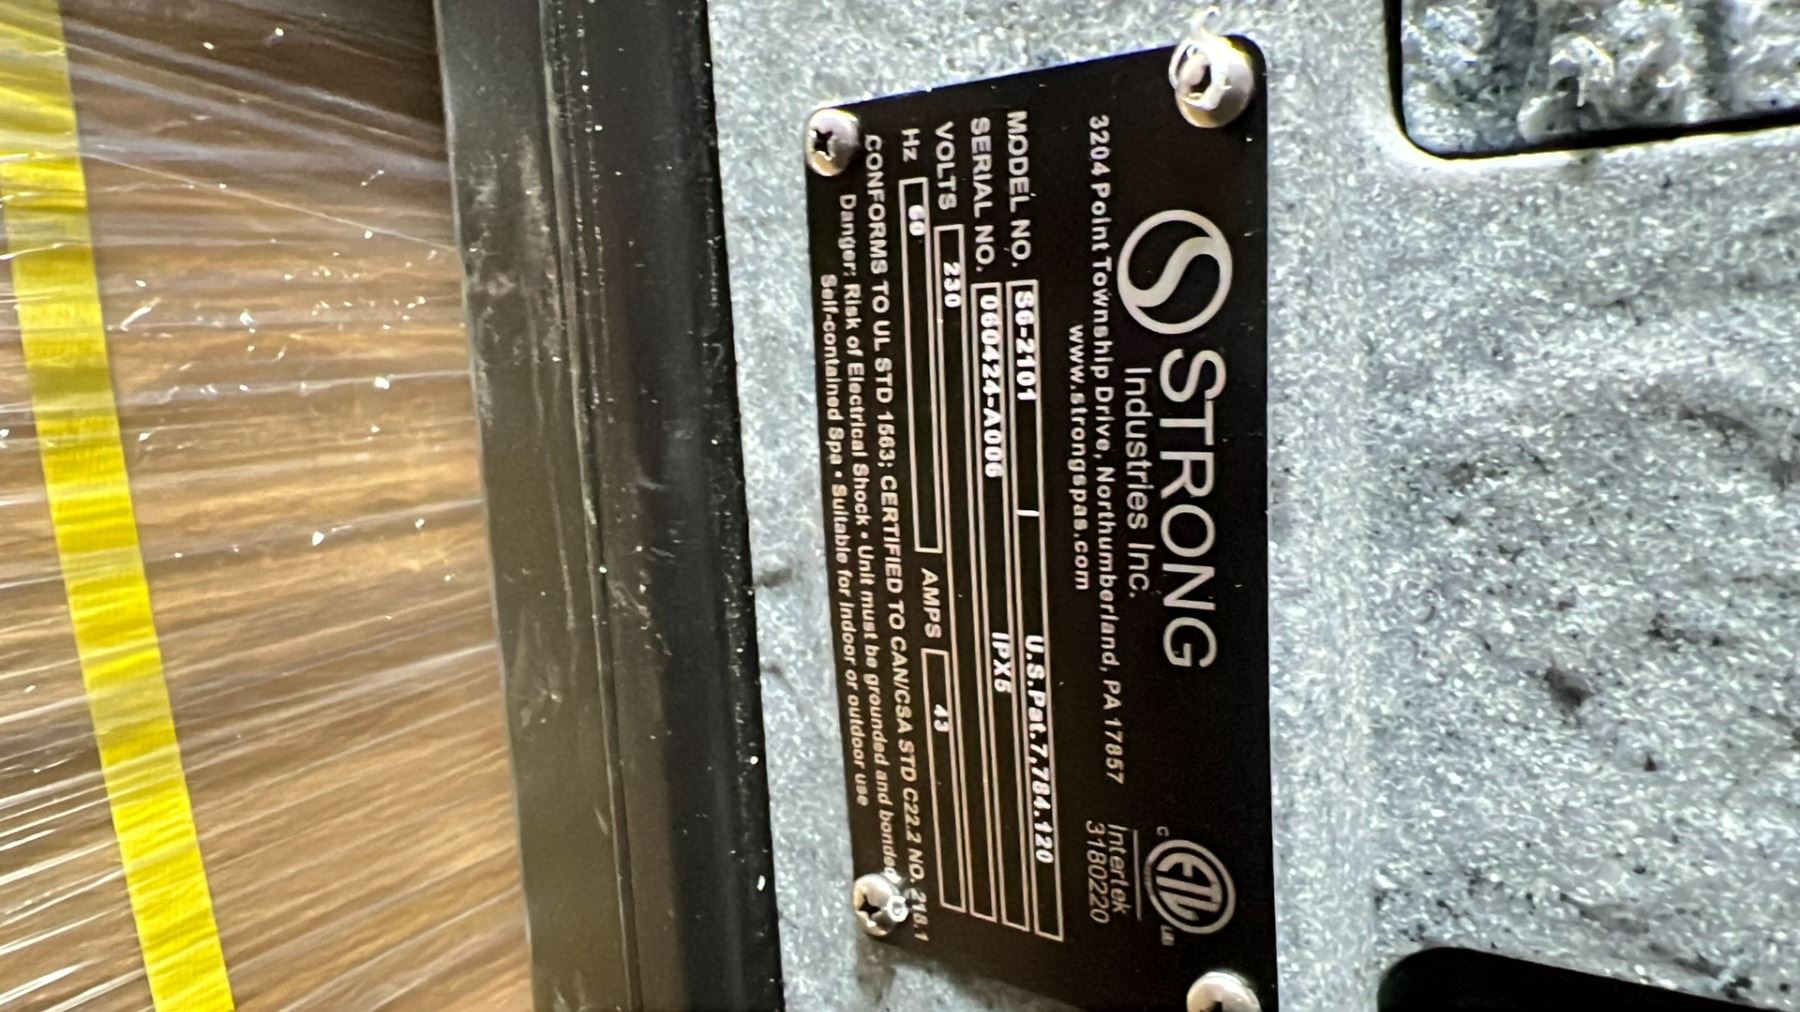 STRONG
Industries Inc.
3204 Point Township Drive, Northumberland, PA 17857
www.strongspas.com
ETL
C
US
Intertek
3180220
MODEL NO. S6-2101 U.S.Pat.7,784,120
SERIAL NO. 060424-A006 IPX5
VOLTS 230
Hz 60 AMPS 43
CONFORMS TO UL STD 1563; CERTIFIED TO CAN/CSA STD C22.2 NO. 218.1
Danger: Risk of Electrical Shock • Unit must be grounded and bonded
Self-contained Spa • Suitable for indoor or outdoor use